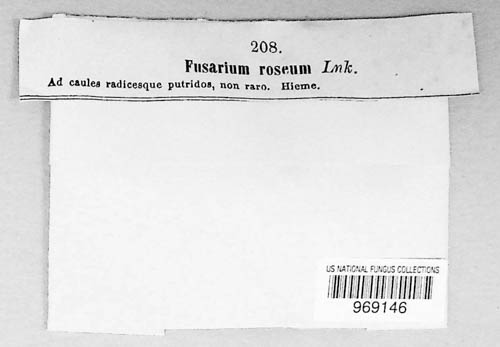 208.
Fusarium roseum Lnk.
Ad caules radicesque putridos, non raro. Hieme.
US NATIONAL FUNGUS COLLECTIONS
969146